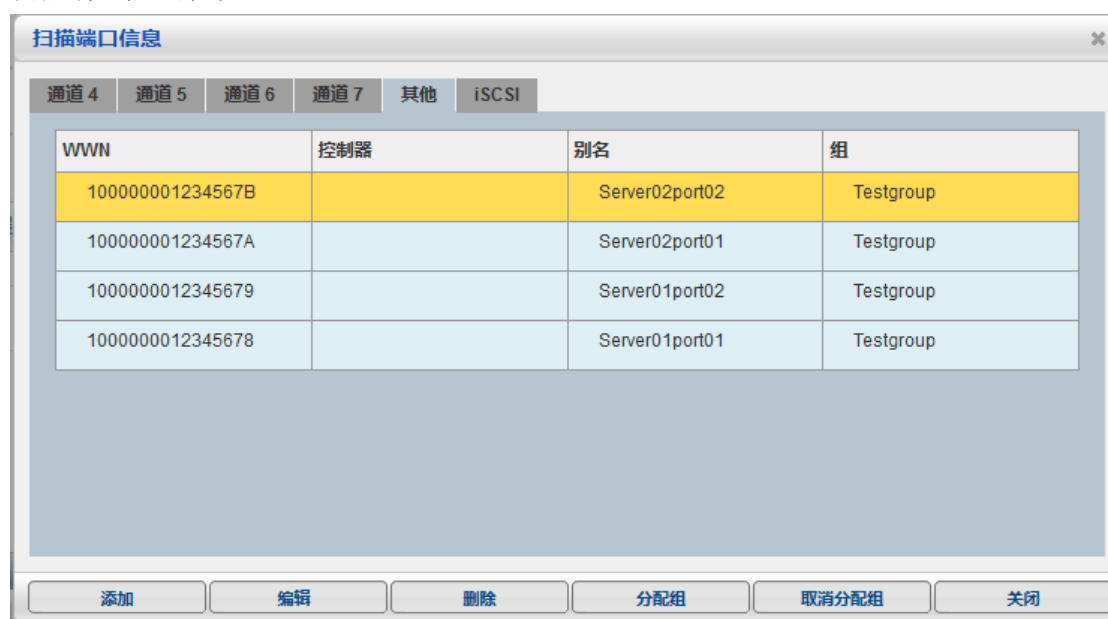 扫描端口信息
通道 4 通道 5 通道 6 通道 7 其他 iSCSI
WWN 控制器 别名 组
100000001234567B Server02port02 Testgroup
100000001234567A Server02port01 Testgroup
1000000012345679 Server01port02 Testgroup
1000000012345678 Server01port01 Testgroup
添加 编辑 删除 分配组 取消分配组 关闭